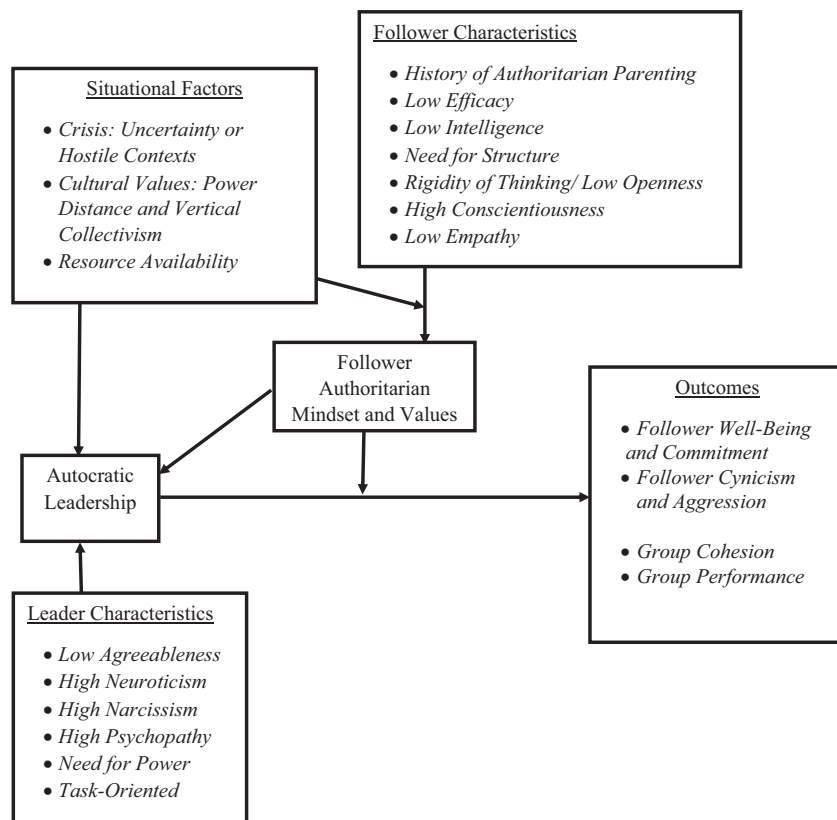 Follower Characteristics
• History of Authoritarian Parenting
• Low Efficacy
• Low Intelligence
• Need for Structure
• Rigidity of Thinking/ Low Openness
• High Conscientiousness
• Low Empathy
Situational Factors
• Crisis: Uncertainty or
Hostile Contexts
• Cultural Values: Power
Distance and Vertical
Collectivism
• Resource Availability
Follower
Authoritarian
Mindset and Values
Outcomes
• Follower Well-Being
and Commitment
• Follower Cynicism
and Aggression
• Group Cohesion
• Group Performance
Autocratic
Leadership
Leader Characteristics
• Low Agreeableness
• High Neuroticism
• High Narcissism
• High Psychopathy
• Need for Power
• Task-Oriented